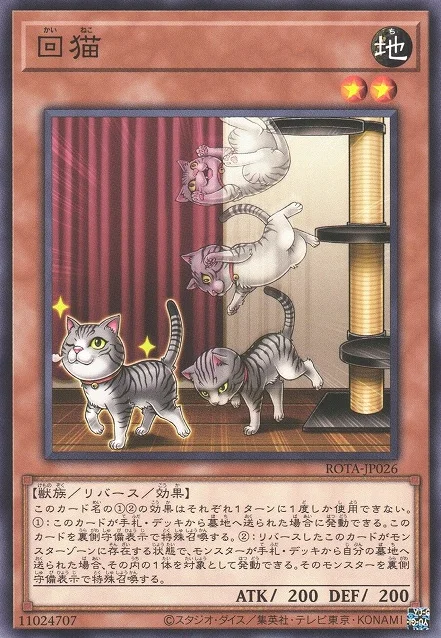 回猫
かい ねこ
地
ROTA-JP026
【獣族／リバース／効果】
このカード名の①②の効果はそれぞれ１ターンに１度しか使用できない。
①：このカードが手札・デッキから墓地へ送られた場合に発動できる。この
カードを裏側守備表示で特殊召喚する。②：リバースしたこのカードがモン
スターゾーンに存在する状態で、モンスターが手札・デッキから自分の墓地へ
送られた場合、その内の１体を対象として発動できる。そのモンスターを裏側
守備表示で特殊召喚する。
ATK/ 200 DEF/ 200
11024707
©スタジオ・ダイス／集英社・テレビ東京・KONAMI